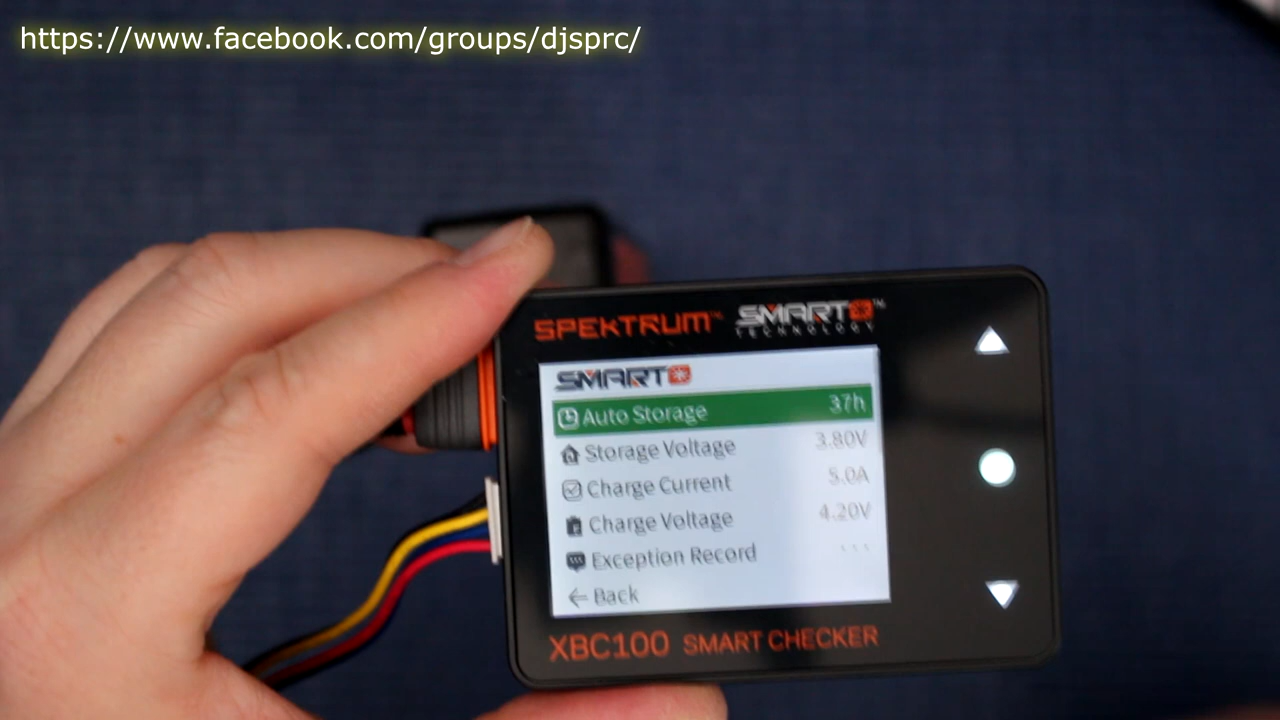 https://www.facebook.com/groups/djsprc/
SPEKTRUM™ SMART™
TECHNOLOGY
SMART
Auto Storage 37h
Storage Voltage 3.80V
Charge Current 5.0A
Charge Voltage 4.20V
Exception Record ...
← Back
XBC100 SMART CHECKER